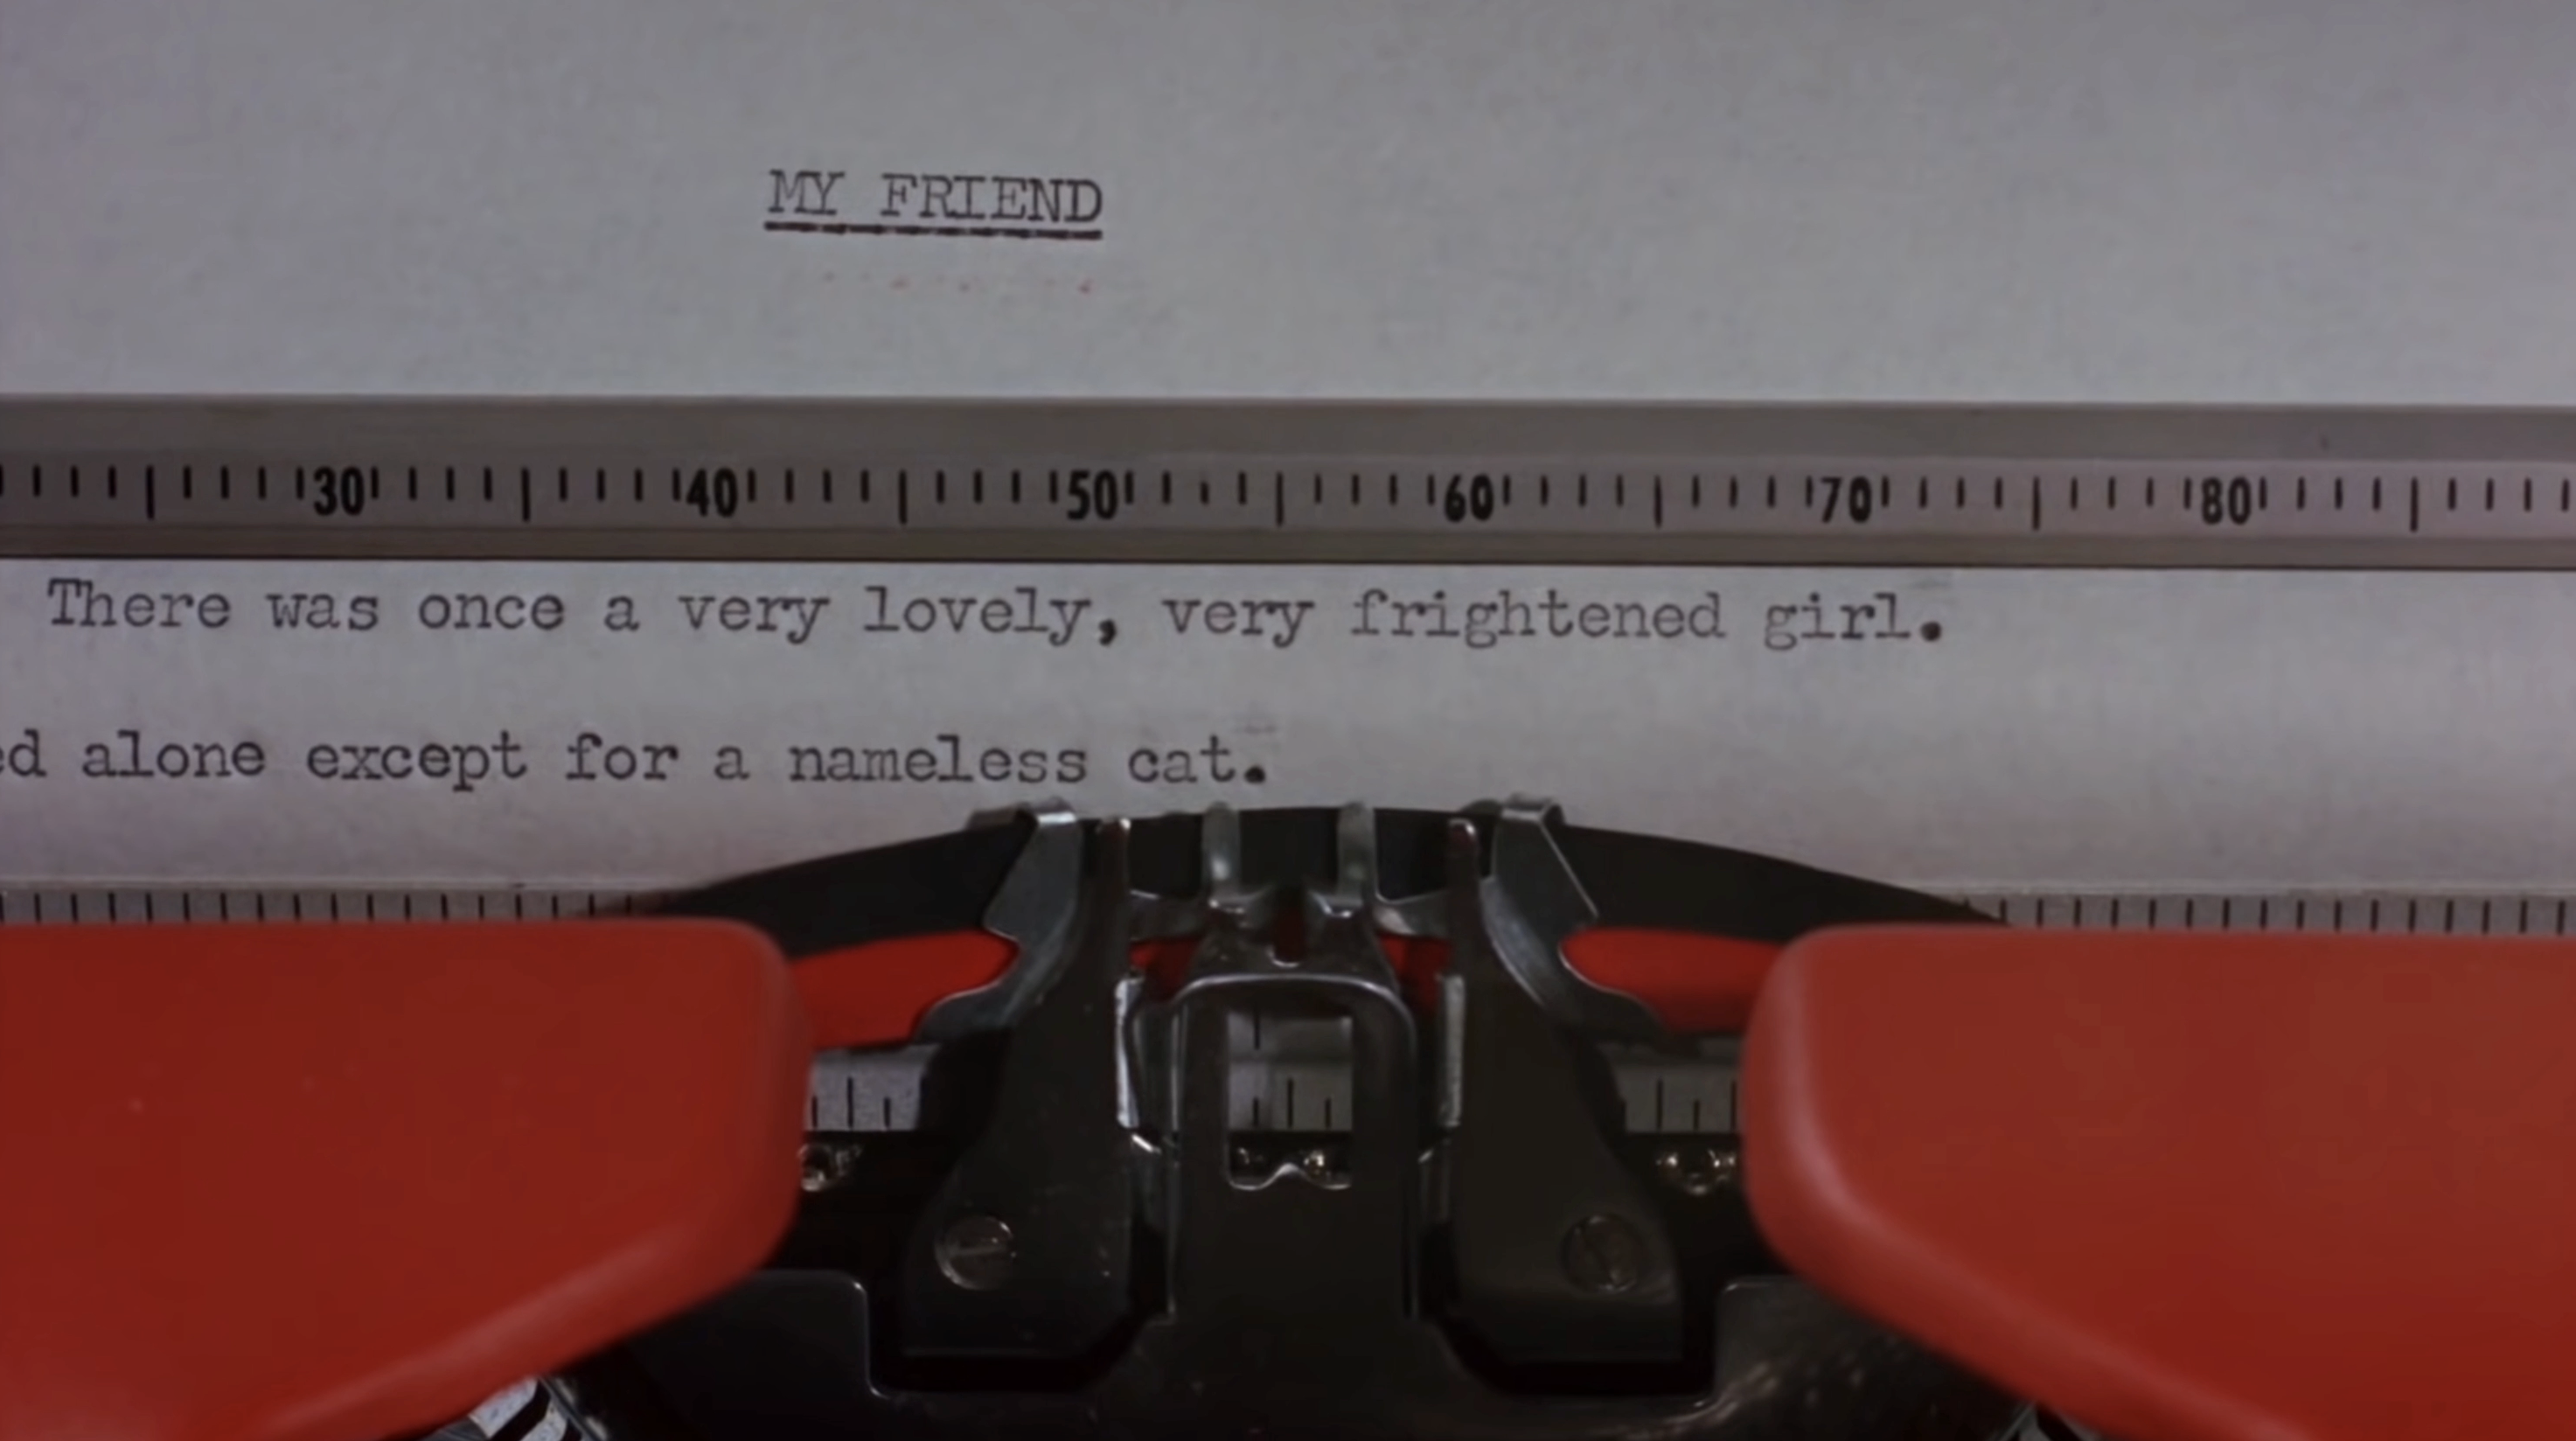 MY FRIEND
30 40 50 60 70 80
There was once a very lovely, very frightened girl.
ed alone except for a nameless cat.